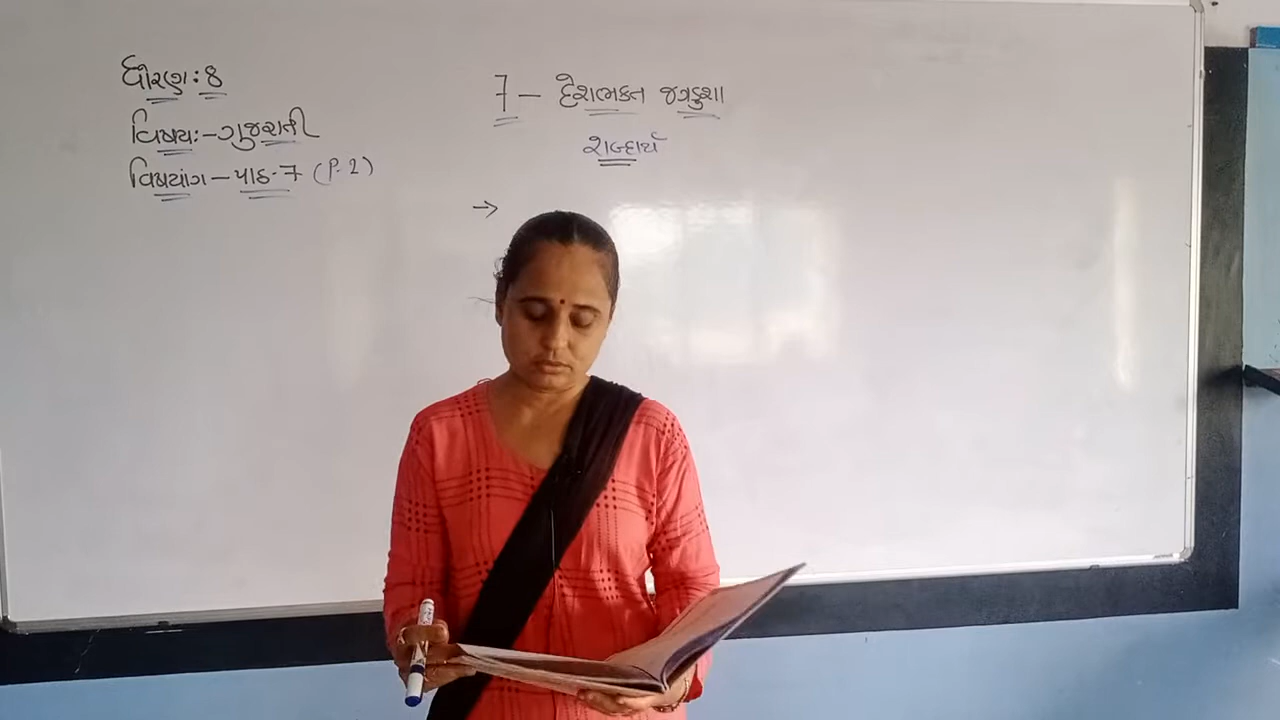 ધોરણ : 8
વિષય :- ગુજરાતી
વિષયાંગ - પાઠ-7 (P. 2)
7 - દેશભક્ત જગડુશા
શબ્દાર્થ
→